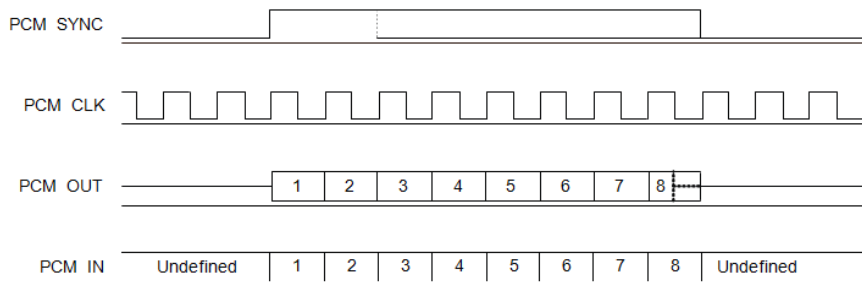 PCM SYNC
PCM CLK
PCM OUT 1 2 3 4 5 6 7 8
PCM IN Undefined 1 2 3 4 5 6 7 8 Undefined